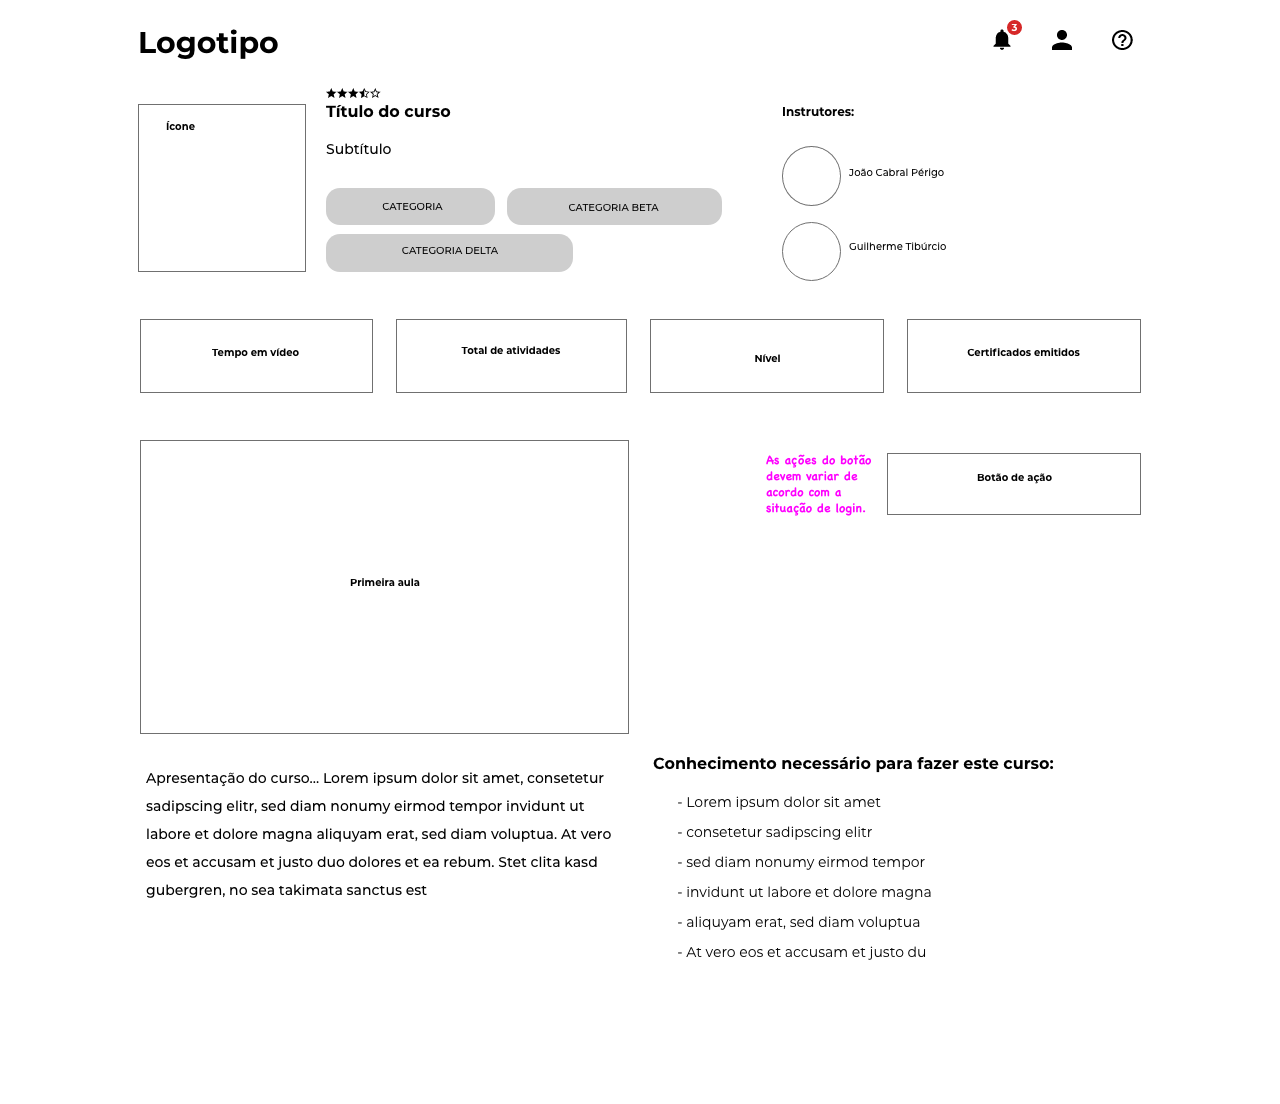 Logotipo
3
Título do curso
Instrutores:
Ícone
Subtítulo
João Cabral Périgo
CATEGORIA
CATEGORIA BETA
CATEGORIA DELTA
Guilherme Tibúrcio
Tempo em vídeo
Total de atividades
Nível
Certificados emitidos
As ações do botão
devem variar de
acordo com a
situação de login.
Botão de ação
Primeira aula
Apresentação do curso... Lorem ipsum dolor sit amet, consetetur
sadipscing elitr, sed diam nonumy eirmod tempor invidunt ut
labore et dolore magna aliquyam erat, sed diam voluptua. At vero
eos et accusam et justo duo dolores et ea rebum. Stet clita kasd
gubergren, no sea takimata sanctus est
Conhecimento necessário para fazer este curso:
- Lorem ipsum dolor sit amet
- consetetur sadipscing elitr
- sed diam nonumy eirmod tempor
- invidunt ut labore et dolore magna
- aliquyam erat, sed diam voluptua
- At vero eos et accusam et justo du